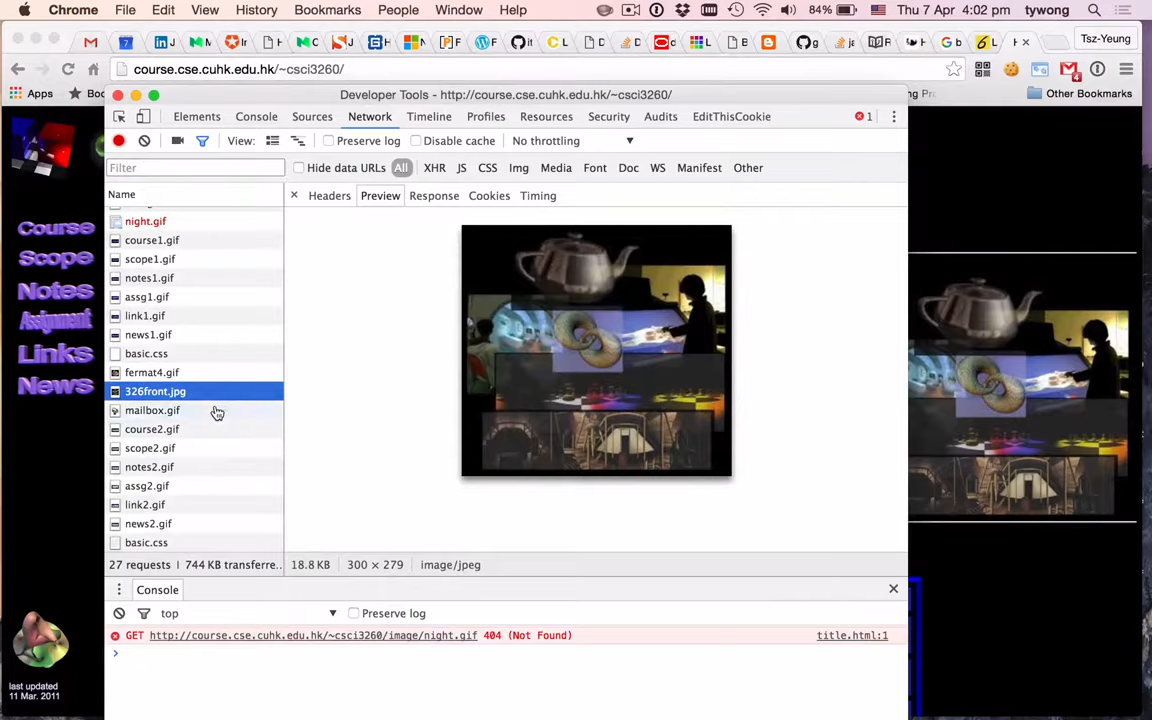 Chrome File Edit View History Bookmarks People Window Help 84% Thu 7 Apr 4:02 pm tywong
Tsz-Yeung
course.cse.cuhk.edu.hk/~csci3260/
Apps Other Bookmarks
Developer Tools - http://course.cse.cuhk.edu.hk/~csci3260/
Elements Console Sources Network Timeline Profiles Resources Security Audits EditThisCookie 1
View: Preserve log Disable cache No throttling
Filter Hide data URLs All XHR JS CSS Img Media Font Doc WS Manifest Other
Name Headers Preview Response Cookies Timing
night.gif
course1.gif
scope1.gif
notes1.gif
assg1.gif
link1.gif
news1.gif
basic.css
fermat4.gif
326front.jpg
mailbox.gif
course2.gif
scope2.gif
notes2.gif
assg2.gif
link2.gif
news2.gif
basic.css
27 requests | 744 KB transferre... 18.8 KB 300 × 279 image/jpeg
Console
top Preserve log
GET http://course.cse.cuhk.edu.hk/~csci3260/image/night.gif 404 (Not Found) title.html:1
Course
Scope
Notes
Assignment
Links
News
last updated
11 Mar. 2011